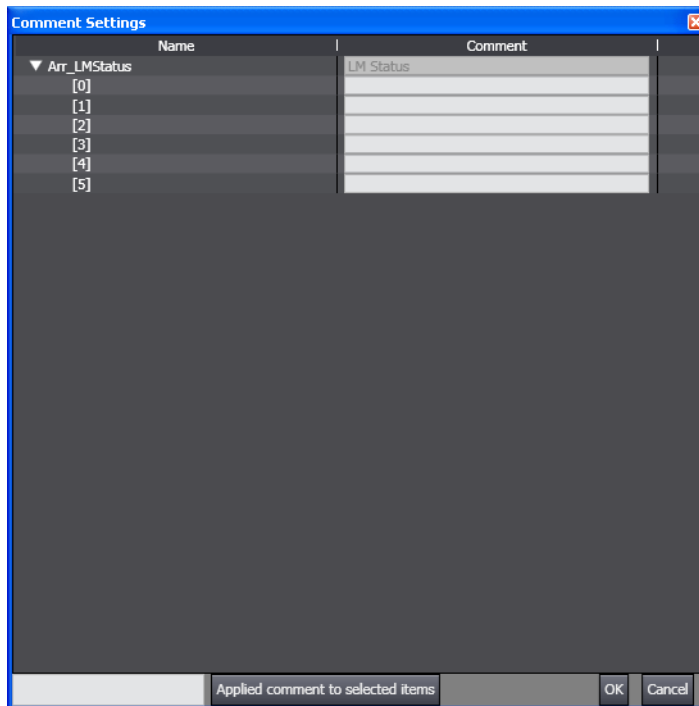 Comment Settings
Name Comment
Arr_LMStatus LM Status
[0]
[1]
[2]
[3]
[4]
[5]
Applied comment to selected items OK Cancel